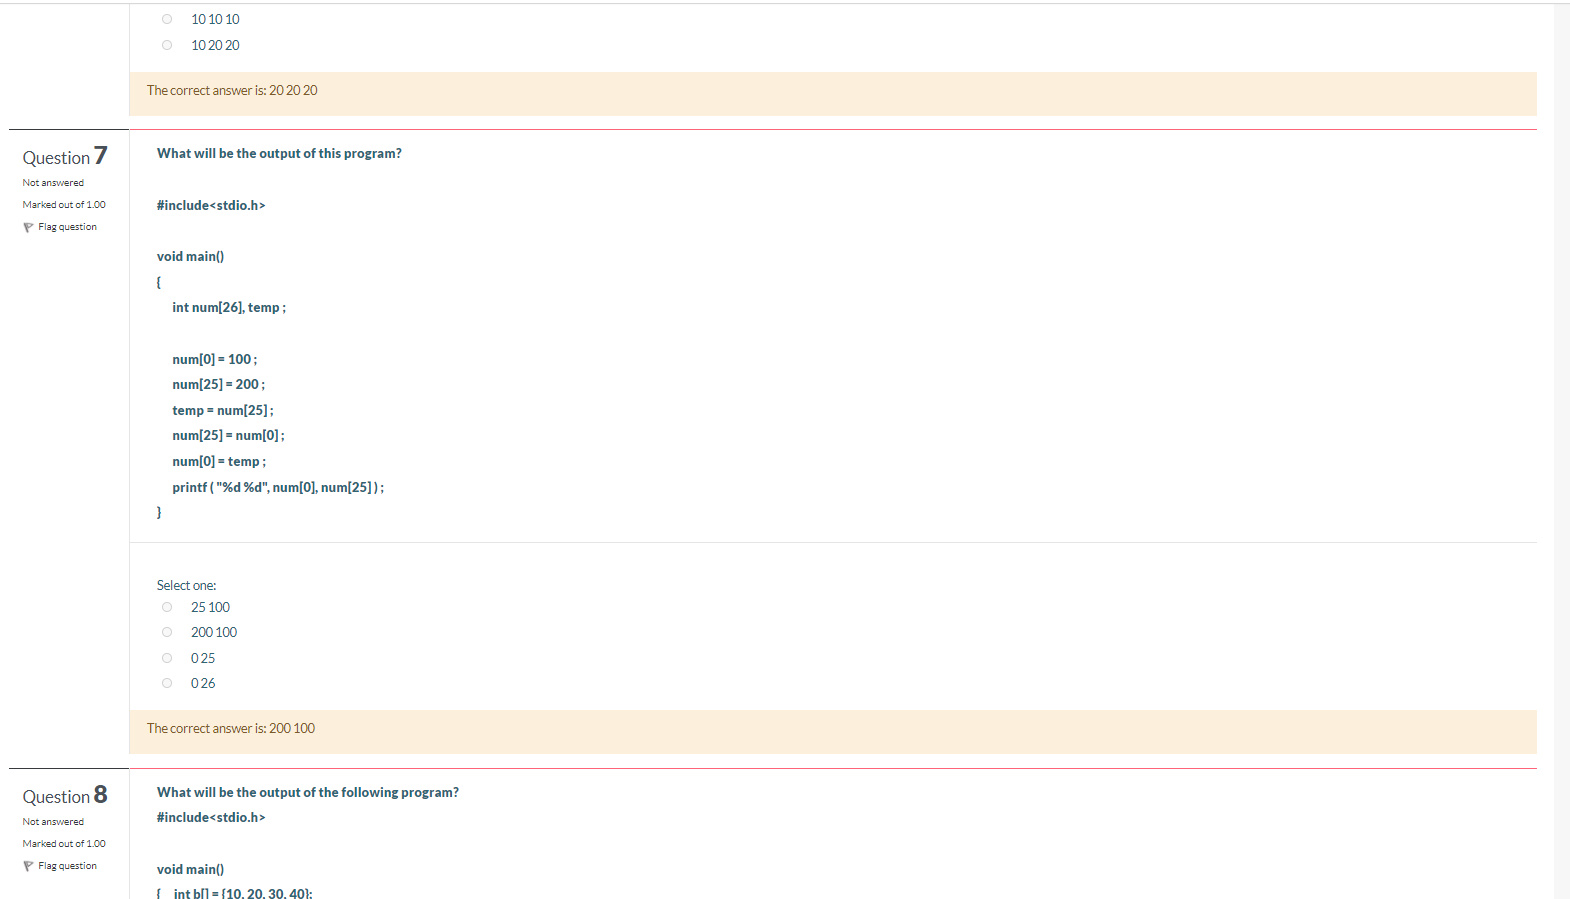 10 10 10
10 20 20
The correct answer is: 20 20 20
Question 7
Not answered
Marked out of 1.00
Flag question
What will be the output of this program?
#include<stdio.h>
void main()
{
int num[26], temp ;
num[0] = 100 ;
num[25] = 200 ;
temp = num[25] ;
num[25] = num[0] ;
num[0] = temp ;
printf ( "%d %d", num[0], num[25] ) ;
}
Select one:
25 100
200 100
0 25
0 26
The correct answer is: 200 100
Question 8
Not answered
Marked out of 1.00
Flag question
What will be the output of the following program?
#include<stdio.h>
void main()
{ int b[] = {10, 20, 30, 40};